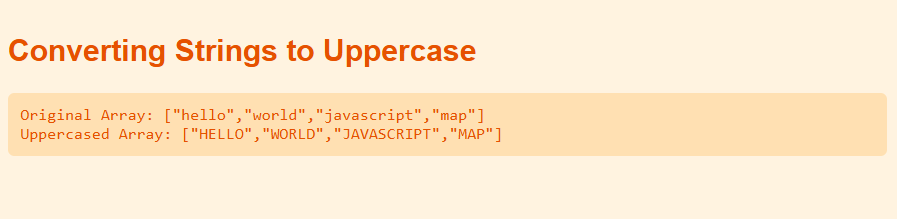 Converting Strings to Uppercase
Original Array: ["hello","world","javascript","map"]
Uppercased Array: ["HELLO","WORLD","JAVASCRIPT","MAP"]